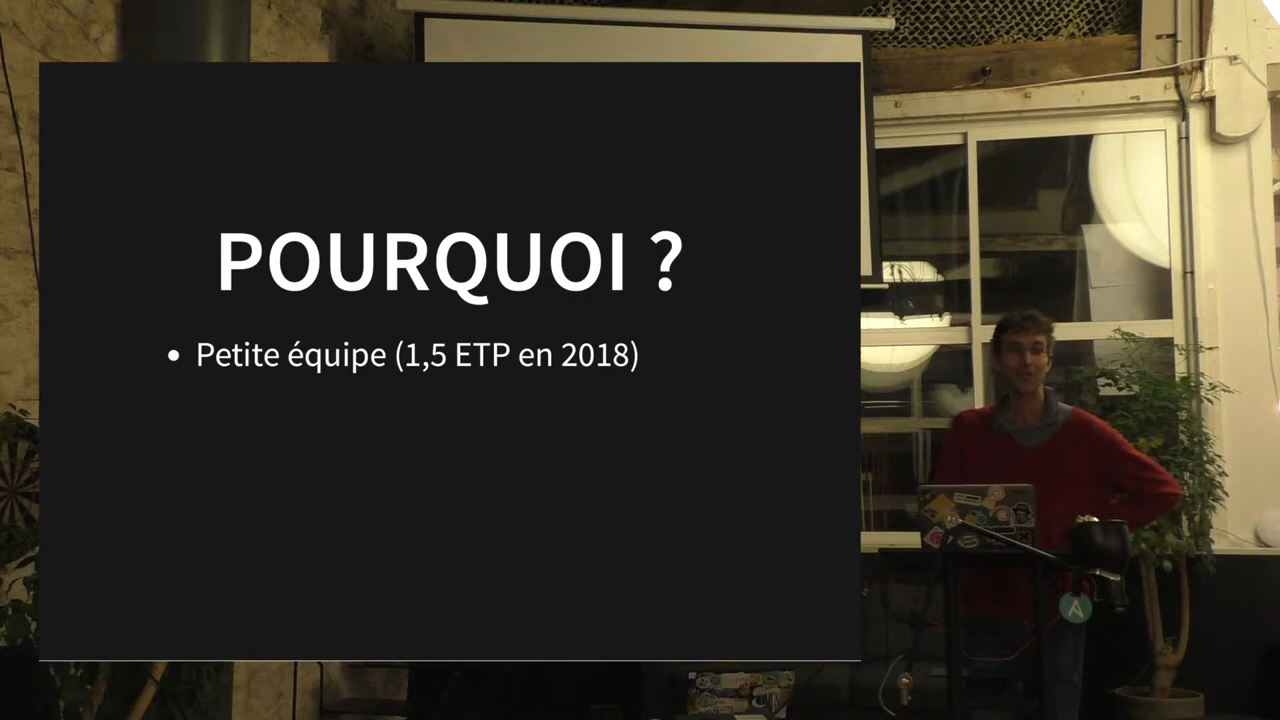 POURQUOI ?
• Petite équipe (1,5 ETP en 2018)